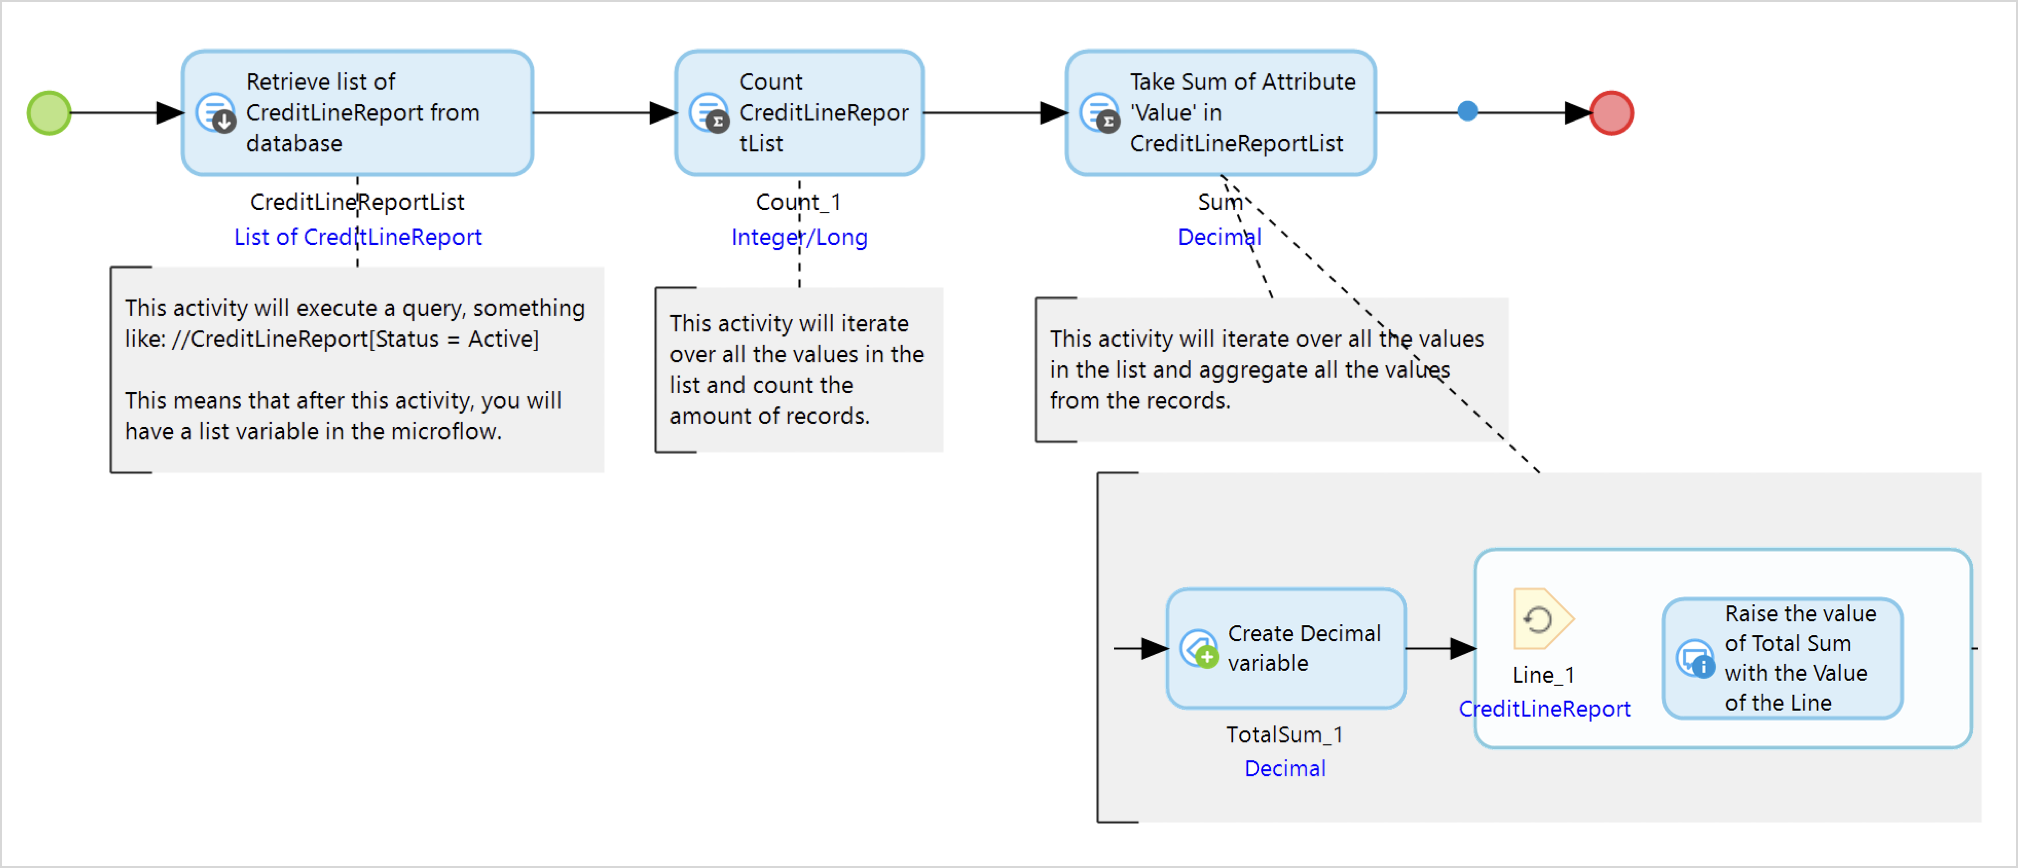 Retrieve list of
CreditLineReport from
database
CreditLineReportList
List of CreditLineReport
This activity will execute a query, something
like: //CreditLineReport[Status = Active]
This means that after this activity, you will
have a list variable in the microflow.
Count
CreditLineRepor
tList
Count_1
Integer/Long
This activity will iterate
over all the values in the
list and count the
amount of records.
Take Sum of Attribute
'Value' in
CreditLineReportList
Sum
Decimal
This activity will iterate over all the values
in the list and aggregate all the values
from the records.
Create Decimal
variable
TotalSum_1
Decimal
Line_1
CreditLineReport
Raise the value
of Total Sum
with the Value
of the Line